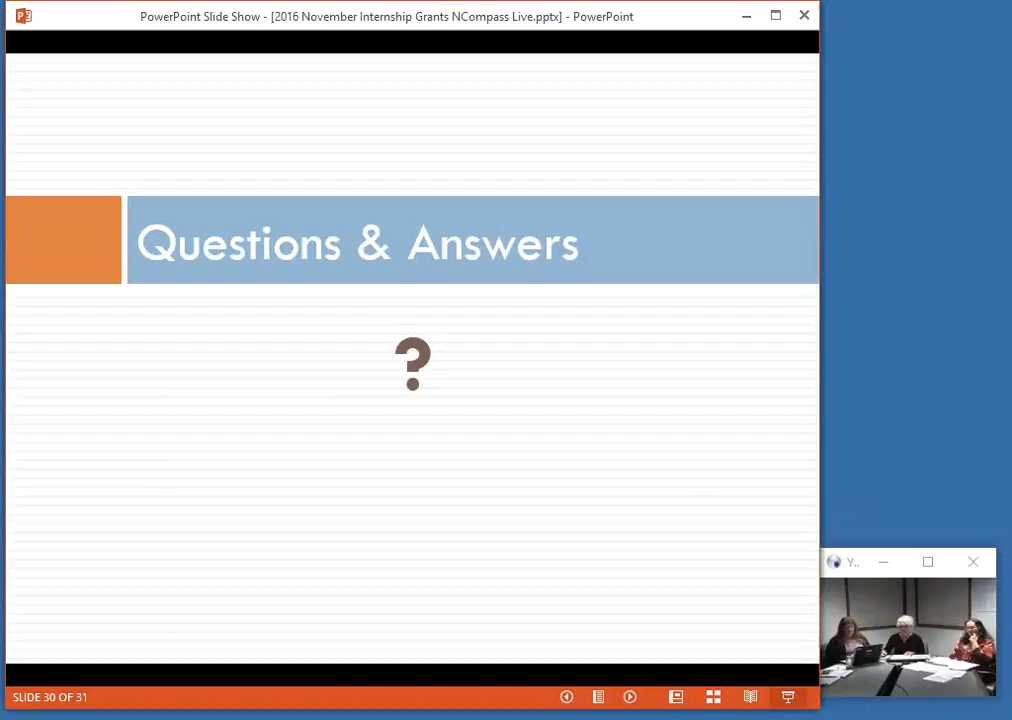 PowerPoint Slide Show - [2016 November Internship Grants NCompass Live.pptx] - PowerPoint
Questions & Answers
?
Y..
SLIDE 30 OF 31